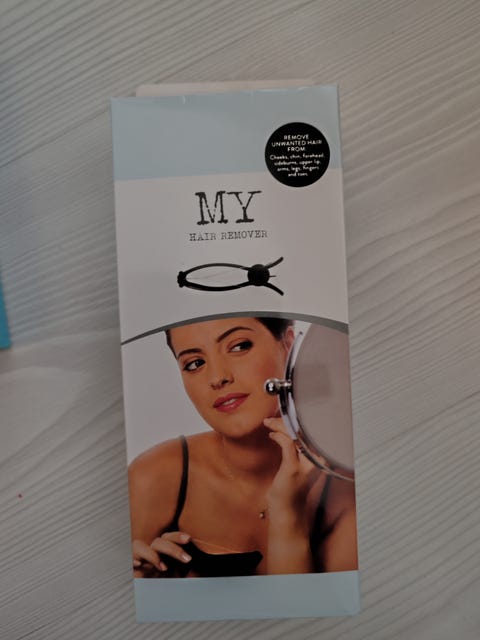 REMOVE
UNWANTED HAIR
FROM
Cheeks, chin, forehead,
sideburns, upper lip,
arms, legs, fingers
and toes
MY
HAIR REMOVER